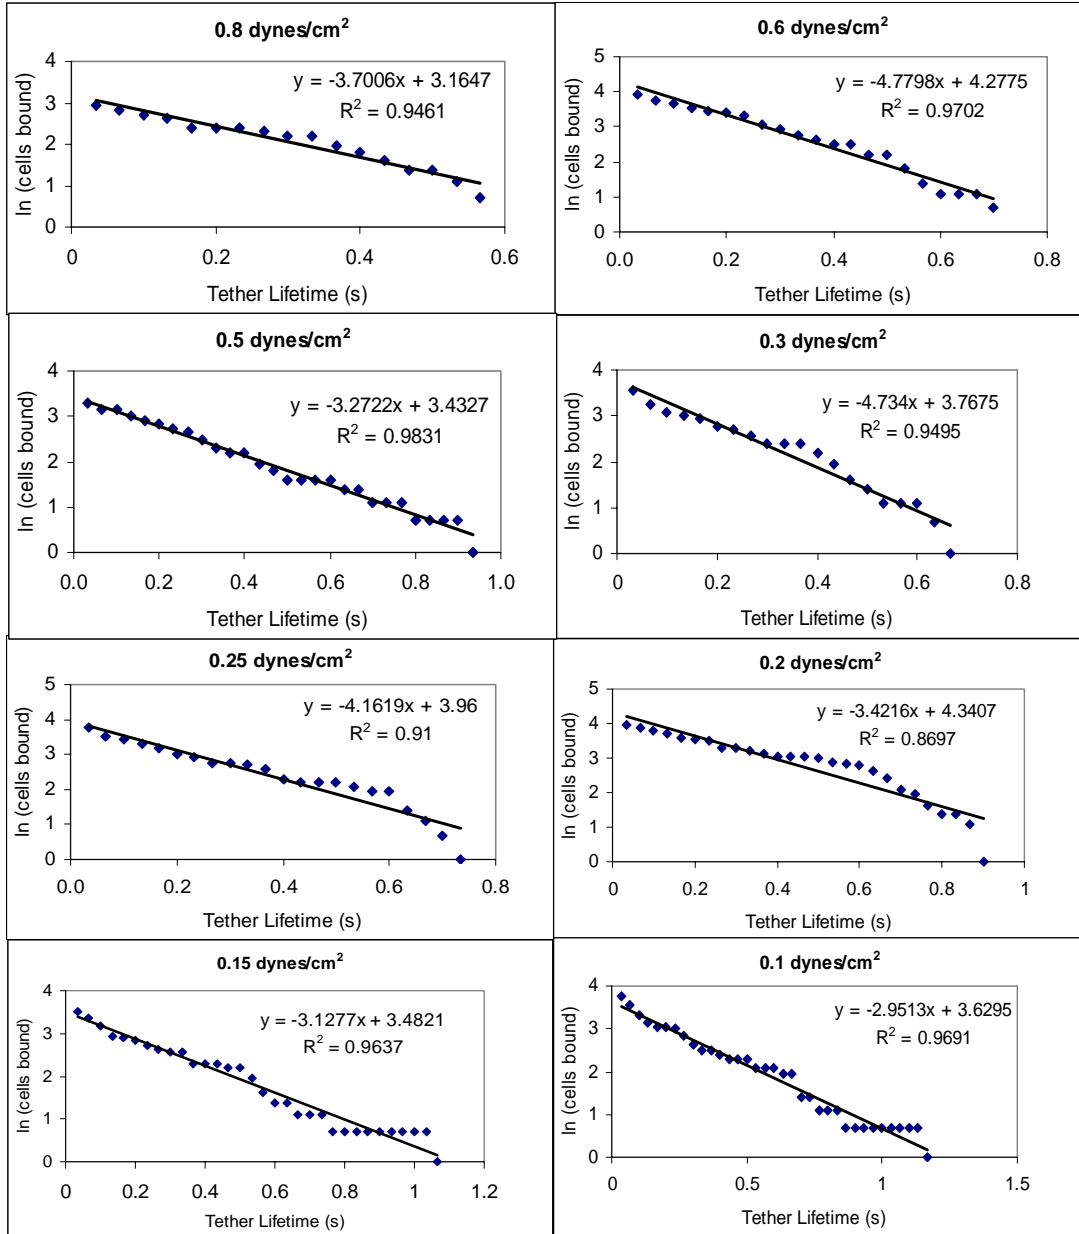 0.8 dynes/cm²
y = -3.7006x + 3.1647
R² = 0.9461
ln (cells bound)
4
3
2
1
0
0 0.2 0.4 0.6
Tether Lifetime (s)
0.6 dynes/cm²
y = -4.7798x + 4.2775
R² = 0.9702
ln (cells bound)
5
4
3
2
1
0
0.0 0.2 0.4 0.6 0.8
Tether Lifetime (s)
0.5 dynes/cm²
y = -3.2722x + 3.4327
R² = 0.9831
ln (cells bound)
4
3
2
1
0
0.0 0.2 0.4 0.6 0.8 1.0
Tether Lifetime (s)
0.3 dynes/cm²
y = -4.734x + 3.7675
R² = 0.9495
ln (cells bound)
4
3
2
1
0
0 0.2 0.4 0.6 0.8
Tether Lifetime (s)
0.25 dynes/cm²
y = -4.1619x + 3.96
R² = 0.91
ln (cells bound)
5
4
3
2
1
0
0.0 0.2 0.4 0.6 0.8
Tether Lifetime (s)
0.2 dynes/cm²
y = -3.4216x + 4.3407
R² = 0.8697
ln (cells bound)
5
4
3
2
1
0
0 0.2 0.4 0.6 0.8 1
Tether Lifetime (s)
0.15 dynes/cm²
y = -3.1277x + 3.4821
R² = 0.9637
ln (cells bound)
4
3
2
1
0
0 0.2 0.4 0.6 0.8 1 1.2
Tether Lifetime (s)
0.1 dynes/cm²
y = -2.9513x + 3.6295
R² = 0.9691
ln (cells bound)
4
3
2
1
0
0 0.5 1 1.5
Tether Lifetime (s)